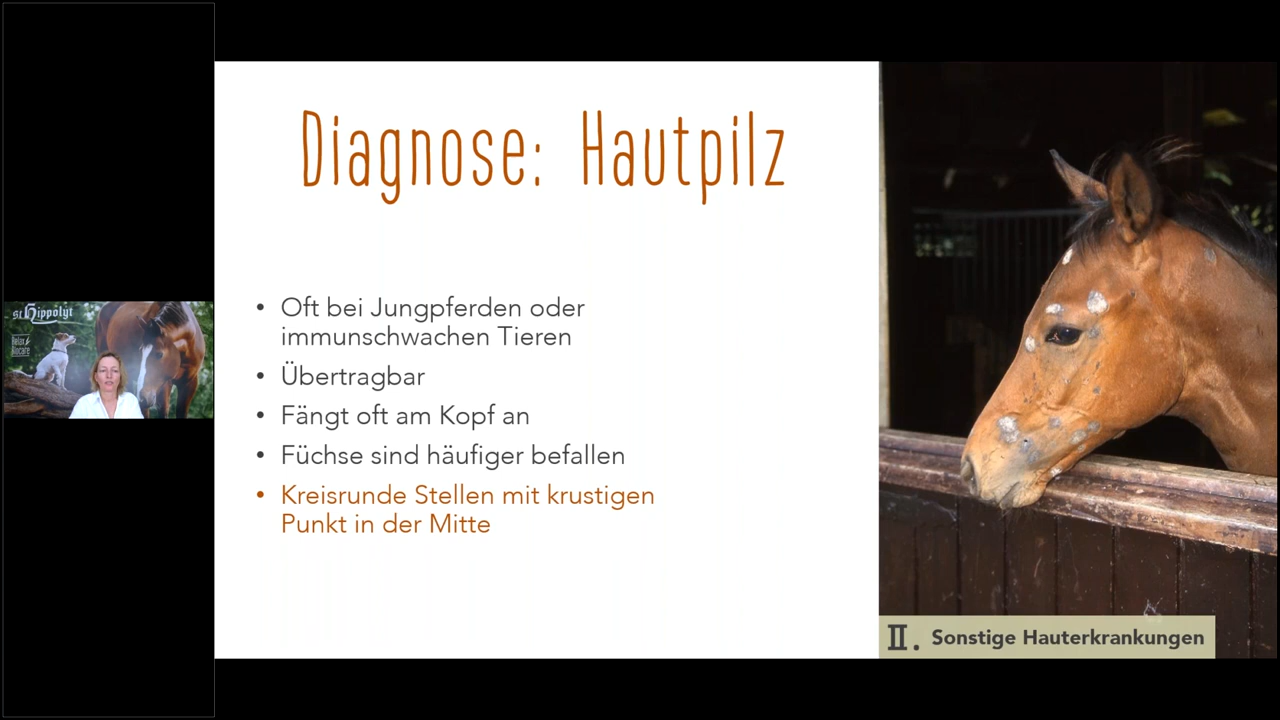 Diagnose: Hautpilz
• Oft bei Jungpferden oder
immunschwachen Tieren
• Übertragbar
• Fängt oft am Kopf an
• Füchse sind häufiger befallen
• Kreisrunde Stellen mit krustigen
Punkt in der Mitte
II. Sonstige Hauterkrankungen
st.Hippolyt